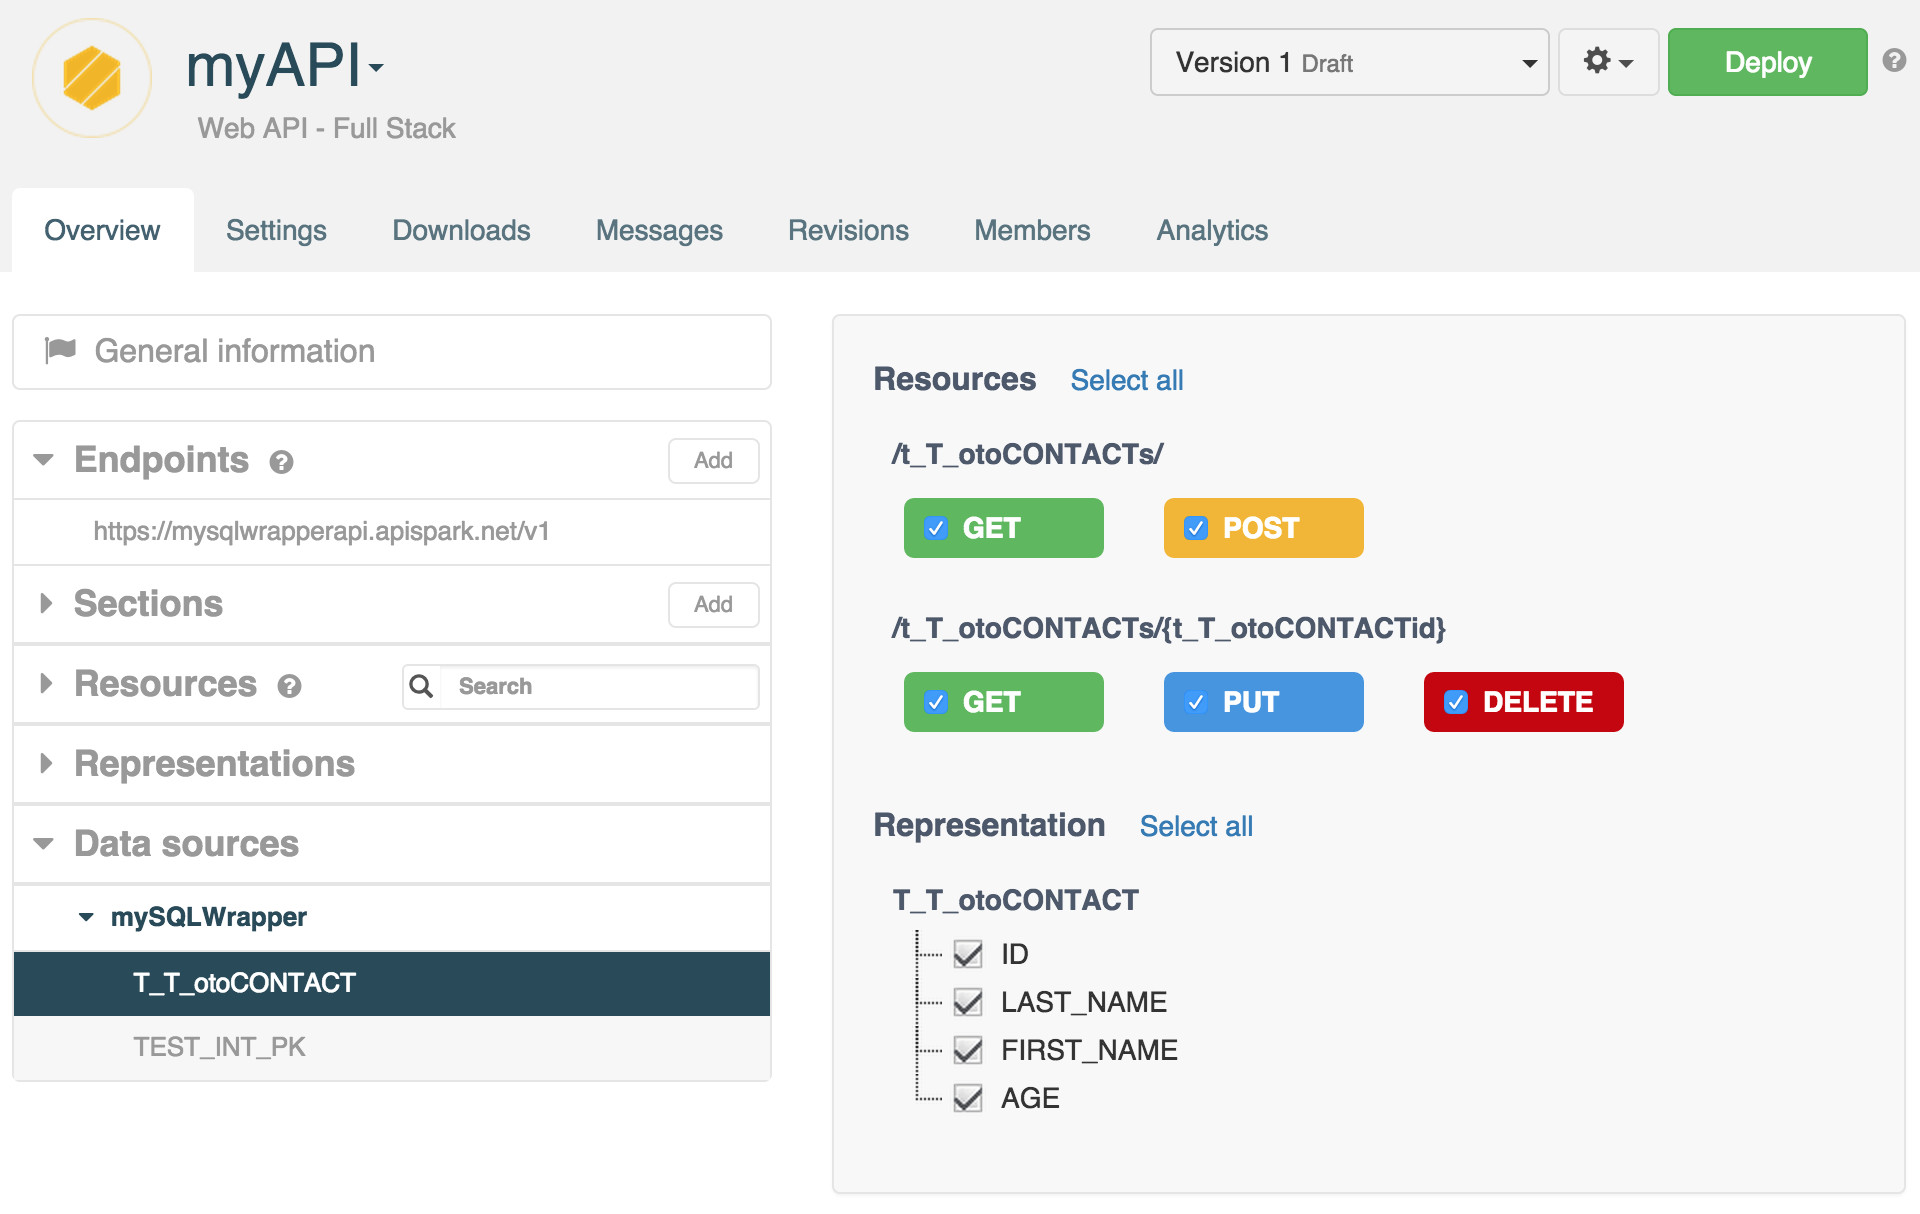 myAPI
Web API - Full Stack
Version 1 Draft
Deploy
?
Overview
Settings
Downloads
Messages
Revisions
Members
Analytics
General information
Endpoints ?
Add
https://mysqlwrapperapi.apispark.net/v1
Sections
Add
Resources ?
Search
Representations
Data sources
mySQLWrapper
T_T_otoCONTACT
TEST_INT_PK
Resources Select all
/t_T_otoCONTACTs/
GET POST
/t_T_otoCONTACTs/{t_T_otoCONTACTid}
GET PUT DELETE
Representation Select all
T_T_otoCONTACT
ID
LAST_NAME
FIRST_NAME
AGE